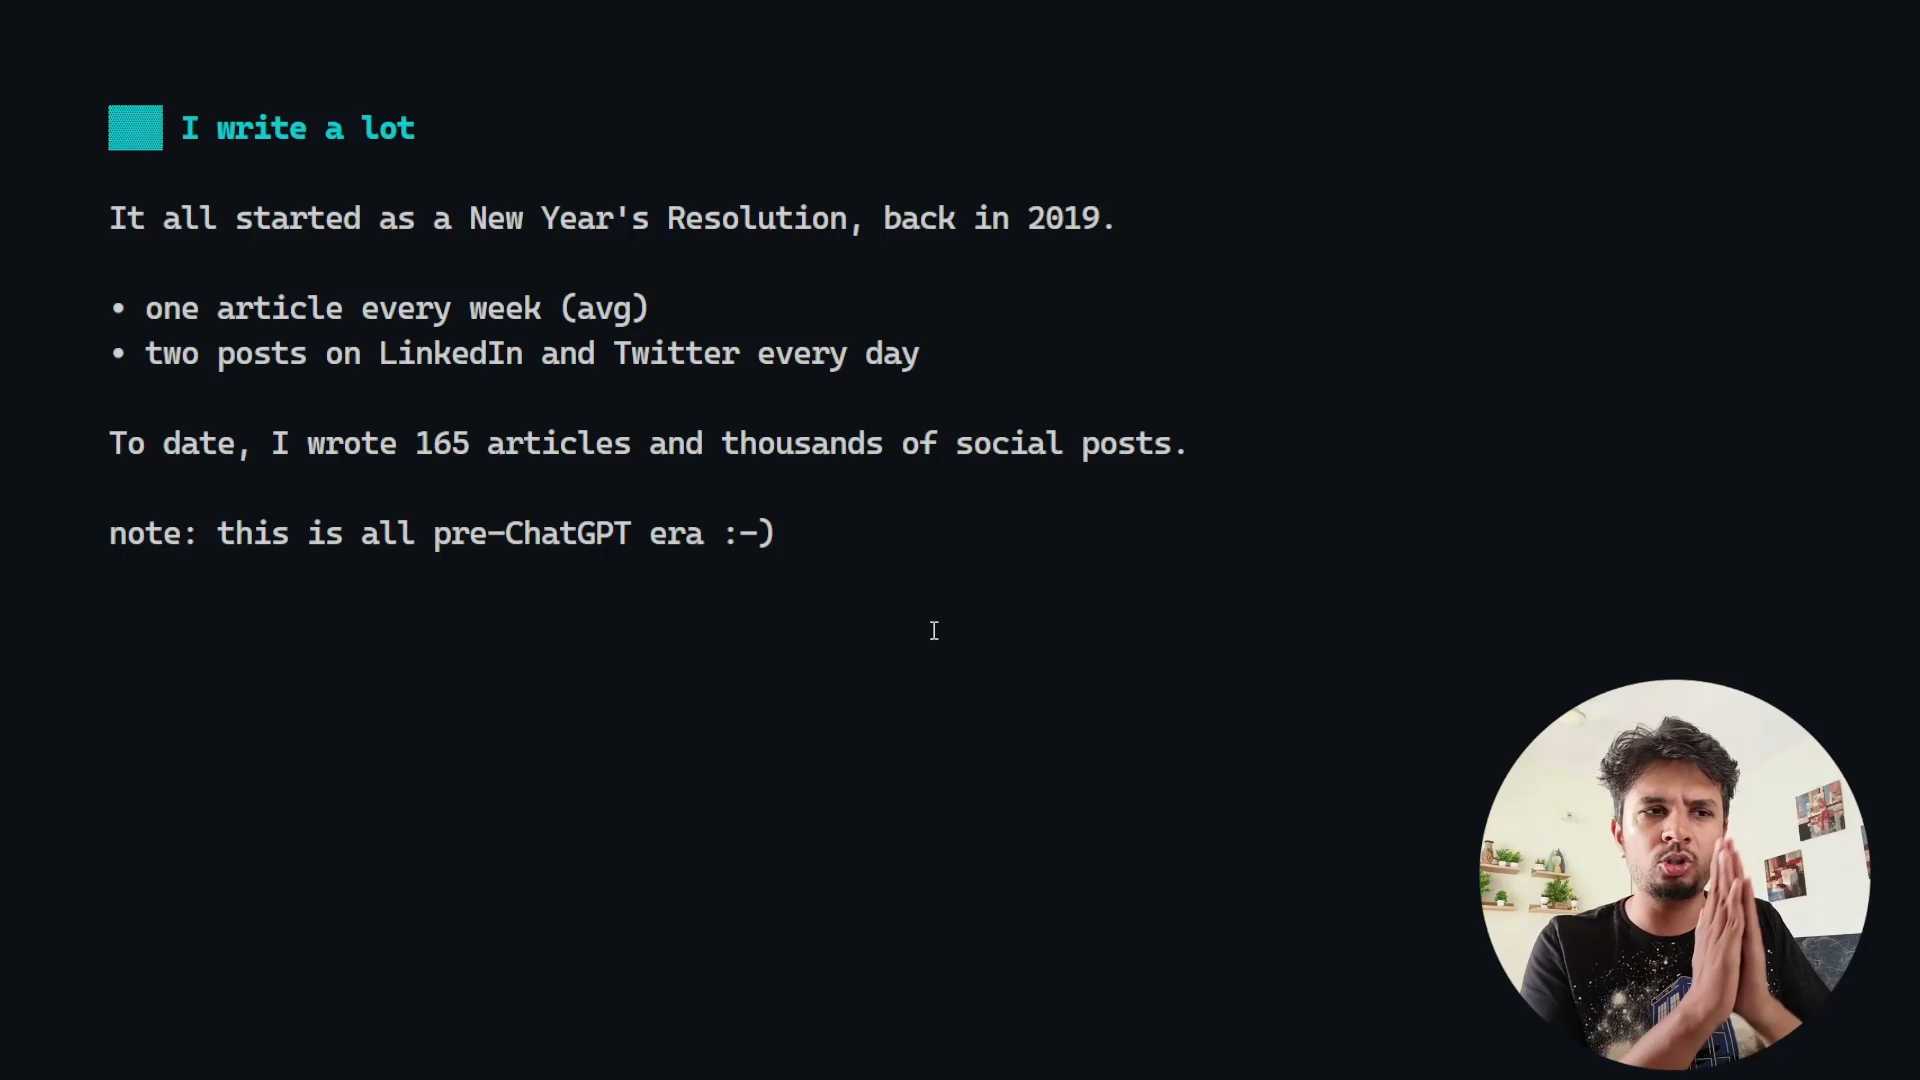 I write a lot
It all started as a New Year's Resolution, back in 2019.
• one article every week (avg)
• two posts on LinkedIn and Twitter every day
To date, I wrote 165 articles and thousands of social posts.
note: this is all pre-ChatGPT era :-)